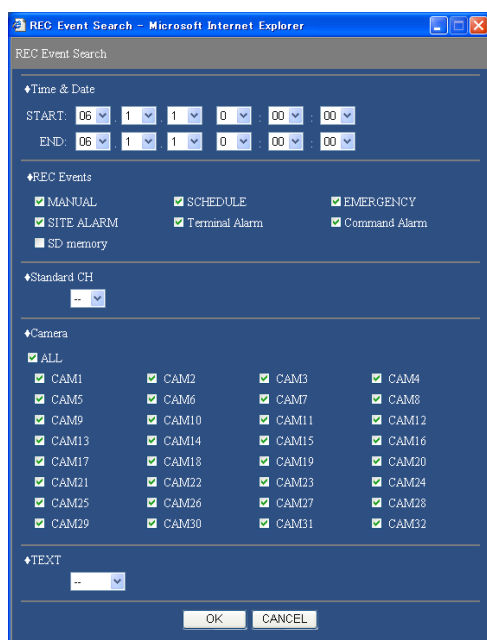 REC Event Search - Microsoft Internet Explorer
REC Event Search
♦Time & Date
START: 06 . 1 . 1 0 : 00 : 00
END: 06 . 1 . 1 0 : 00 : 00
♦REC Events
MANUAL SCHEDULE EMERGENCY
SITE ALARM Terminal Alarm Command Alarm
SD memory
♦Standard CH
--
♦Camera
ALL
CAM1 CAM2 CAM3 CAM4
CAM5 CAM6 CAM7 CAM8
CAM9 CAM10 CAM11 CAM12
CAM13 CAM14 CAM15 CAM16
CAM17 CAM18 CAM19 CAM20
CAM21 CAM22 CAM23 CAM24
CAM25 CAM26 CAM27 CAM28
CAM29 CAM30 CAM31 CAM32
♦TEXT
--
OK CANCEL